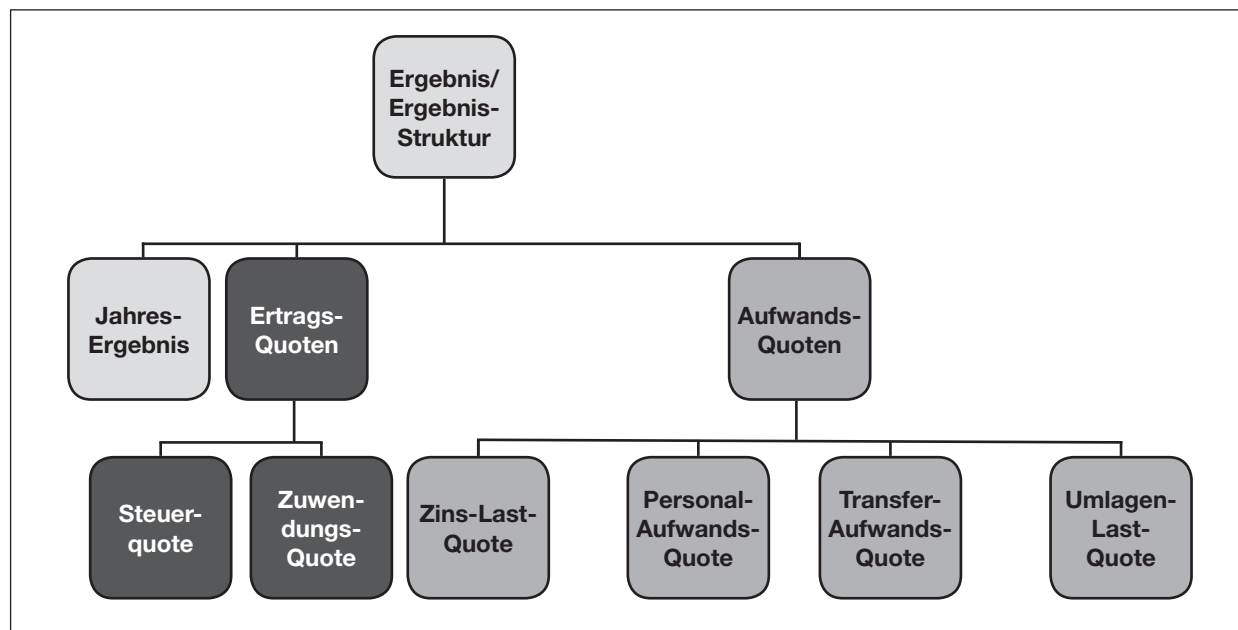 Ergebnis/
Ergebnis-
Struktur
Jahres-
Ergebnis
Ertrags-
Quoten
Aufwands-
Quoten
Steuer-
quote
Zuwen-
dungs-
Quote
Zins-Last-
Quote
Personal-
Aufwands-
Quote
Transfer-
Aufwands-
Quote
Umlagen-
Last-
Quote